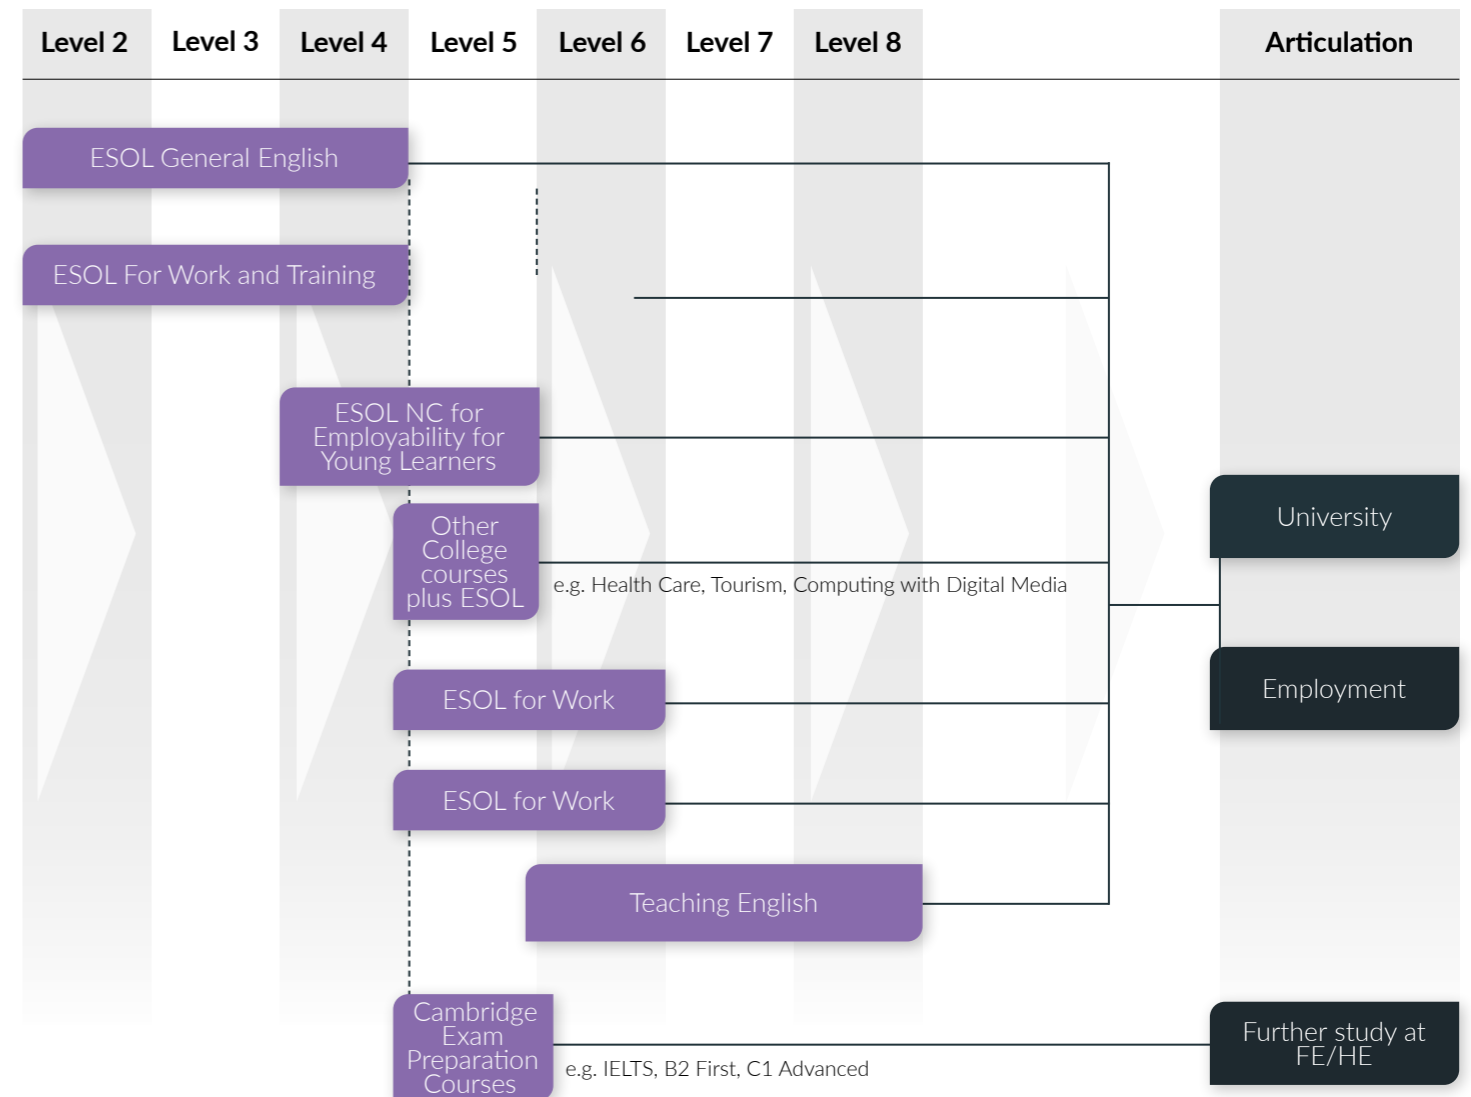 Level 2 Level 3 Level 4 Level 5 Level 6 Level 7 Level 8 Articulation
ESOL General English
ESOL For Work and Training
ESOL NC for
Employability for
Young Learners
Other
College
courses
plus ESOL
e.g. Health Care, Tourism, Computing with Digital Media
University
ESOL for Work
Employment
ESOL for Work
Teaching English
Cambridge
Exam
Preparation
Courses
e.g. IELTS, B2 First, C1 Advanced
Further study at
FE/HE